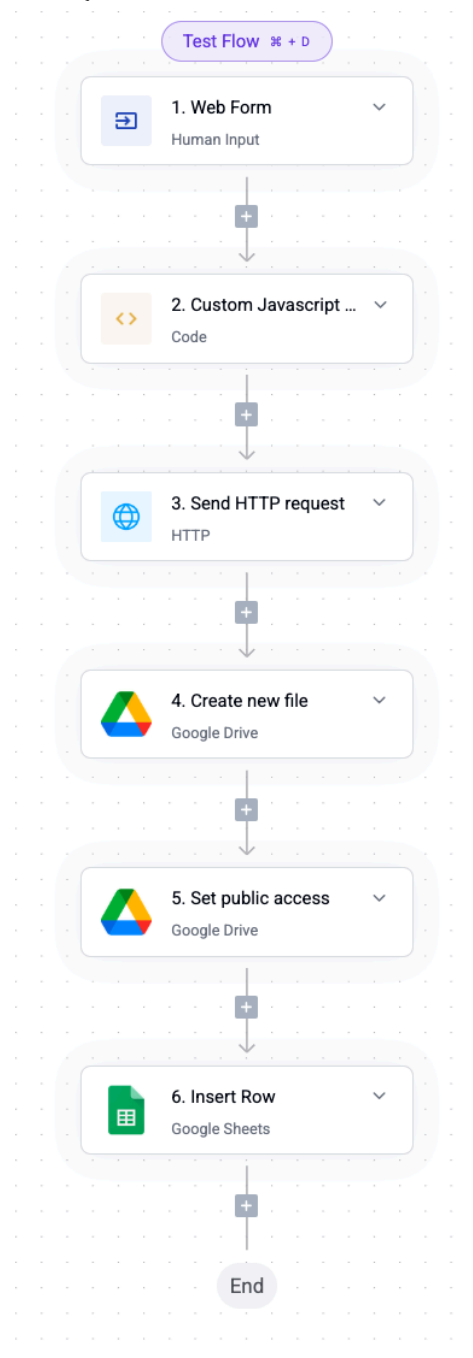 Test Flow ⌘ + D
1. Web Form
Human Input
2. Custom Javascript ...
Code
3. Send HTTP request
HTTP
4. Create new file
Google Drive
5. Set public access
Google Drive
6. Insert Row
Google Sheets
End